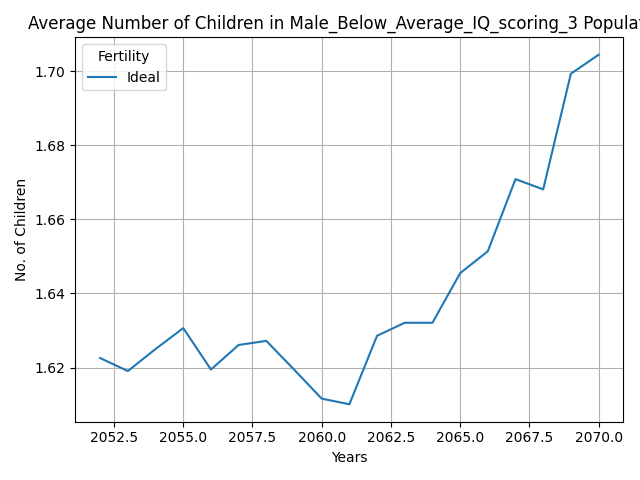 Average Number of Children in Male_Below_Average_IQ_scoring_3 Popula
Fertility
Ideal
1.70
1.68
1.66
1.64
1.62
No. of Children
2052.5 2055.0 2057.5 2060.0 2062.5 2065.0 2067.5 2070.0
Years